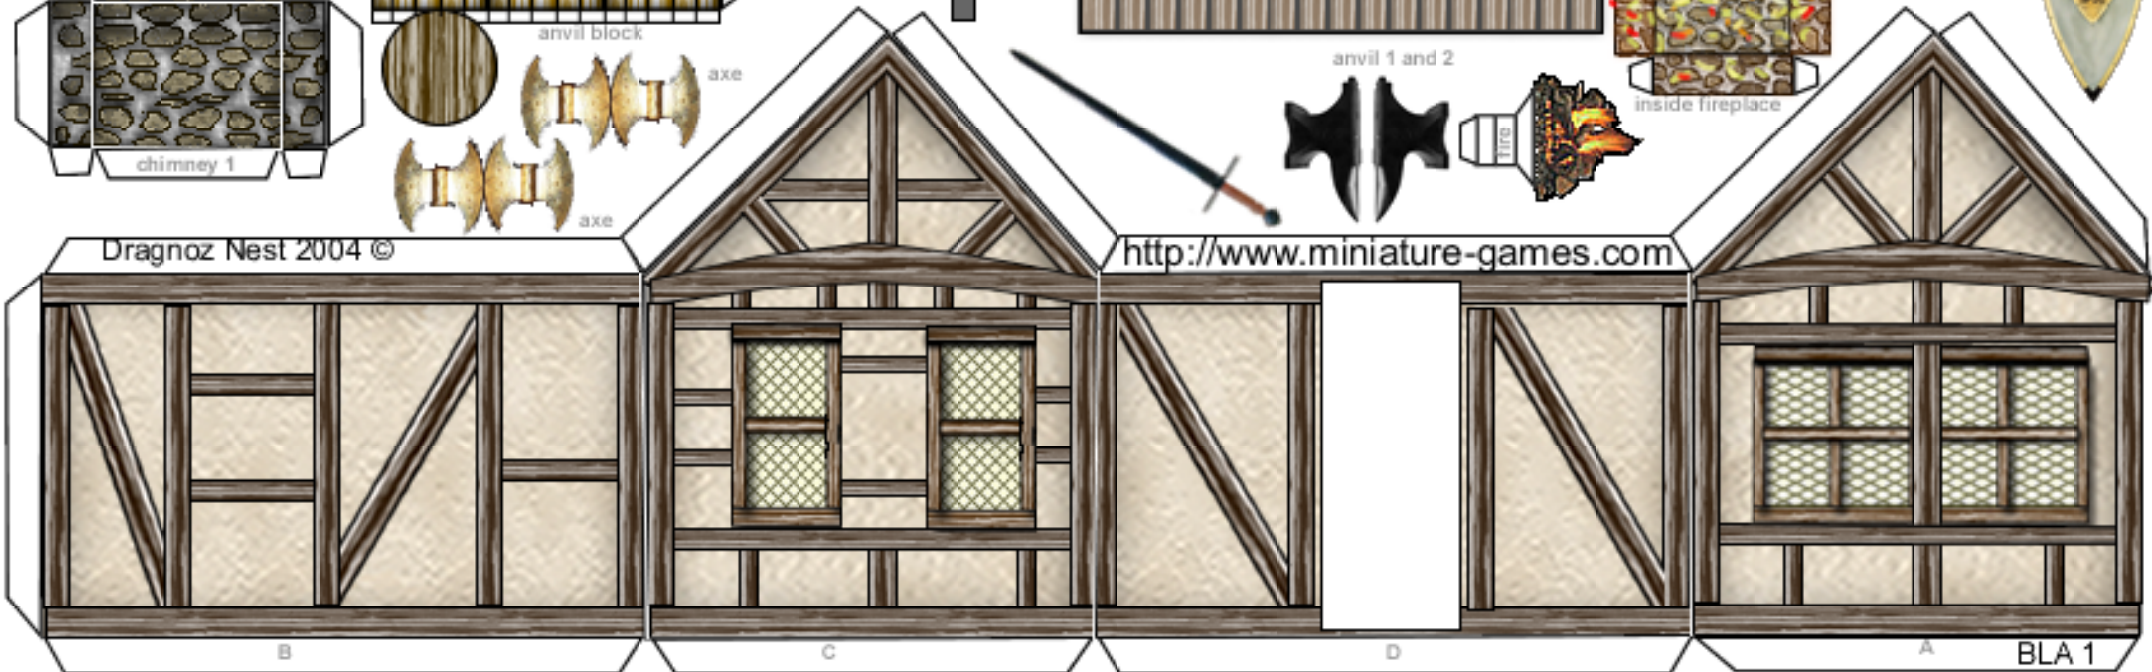 anvil block
axe
anvil 1 and 2
inside fireplace
fire
chimney 1
axe
Dragnoz Nest 2004 ©
http://www.miniature-games.com
B
C
D
A
BLA 1